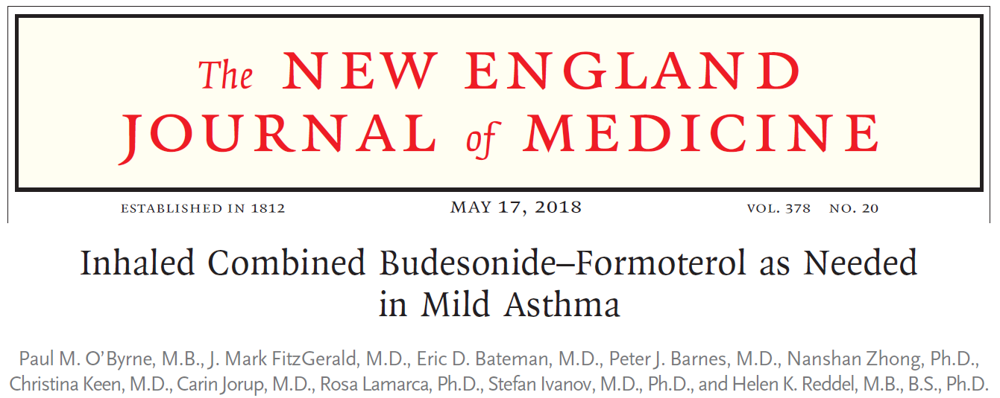 The NEW ENGLAND
JOURNAL of MEDICINE
ESTABLISHED IN 1812 MAY 17, 2018 VOL. 378 NO. 20
Inhaled Combined Budesonide–Formoterol as Needed
in Mild Asthma
Paul M. O’Byrne, M.B., J. Mark FitzGerald, M.D., Eric D. Bateman, M.D., Peter J. Barnes, M.D., Nanshan Zhong, Ph.D.,
Christina Keen, M.D., Carin Jorup, M.D., Rosa Lamarca, Ph.D., Stefan Ivanov, M.D., Ph.D., and Helen K. Reddel, M.B., B.S., Ph.D.